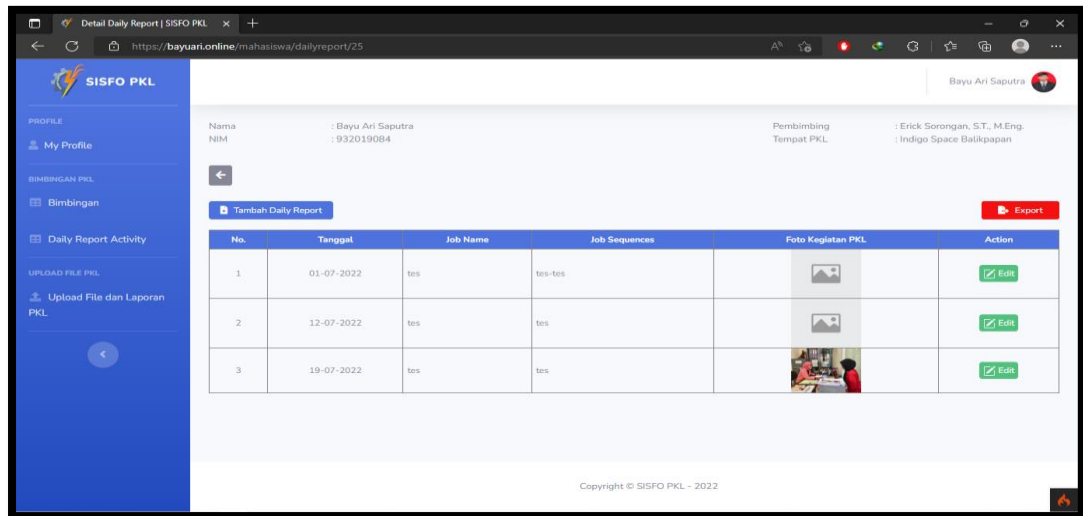 Detail Daily Report | SISFO PKL
https://bayuari.online/mahasiswa/dailyreport/25
SISFO PKL
Bayu Ari Saputra
PROFILE
My Profile
BIMBINGAN PKL
Bimbingan
Daily Report Activity
UPLOAD FILE PKL
Upload File dan Laporan
PKL
Nama : Bayu Ari Saputra
NIM : 932019084
Pembimbing : Erick Sorongan, S.T., M.Eng.
Tempat PKL : Indigo Space Balikpapan
Tambah Daily Report
Export
No. Tanggal Job Name Job Sequences Foto Kegiatan PKL Action
1 01-07-2022 tes tes-tes Edit
2 12-07-2022 tes tes Edit
3 19-07-2022 tes tes Edit
Copyright © SISFO PKL - 2022